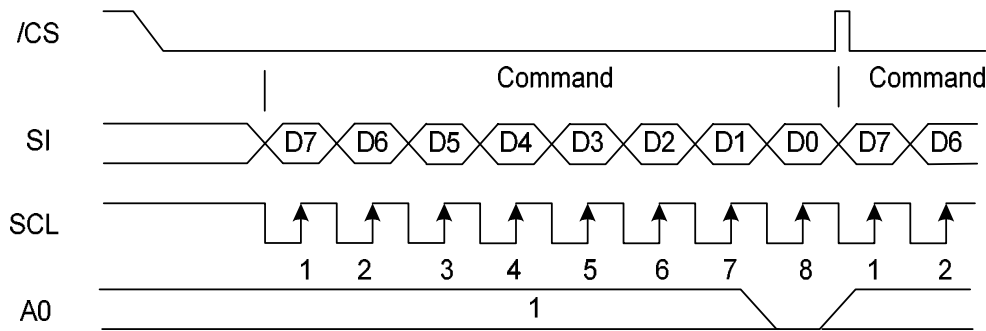 /CS
Command Command
SI D7 D6 D5 D4 D3 D2 D1 D0 D7 D6
SCL
1 2 3 4 5 6 7 8 1 2
A0 1